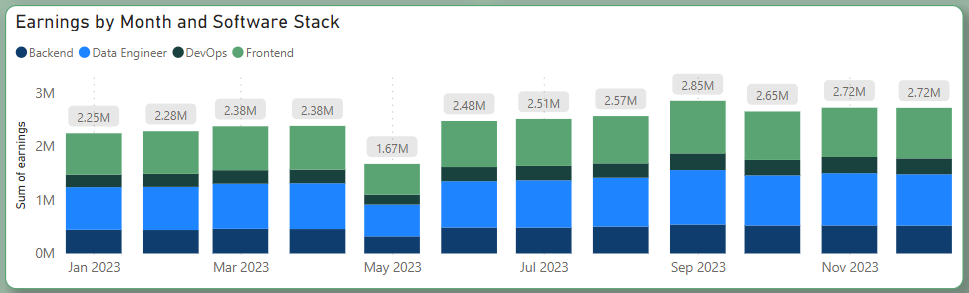 Earnings by Month and Software Stack
Backend Data Engineer DevOps Frontend
Sum of earnings
3M
2M
1M
0M
2.25M 2.28M 2.38M 2.38M 1.67M 2.48M 2.51M 2.57M 2.85M 2.65M 2.72M 2.72M
Jan 2023 Mar 2023 May 2023 Jul 2023 Sep 2023 Nov 2023